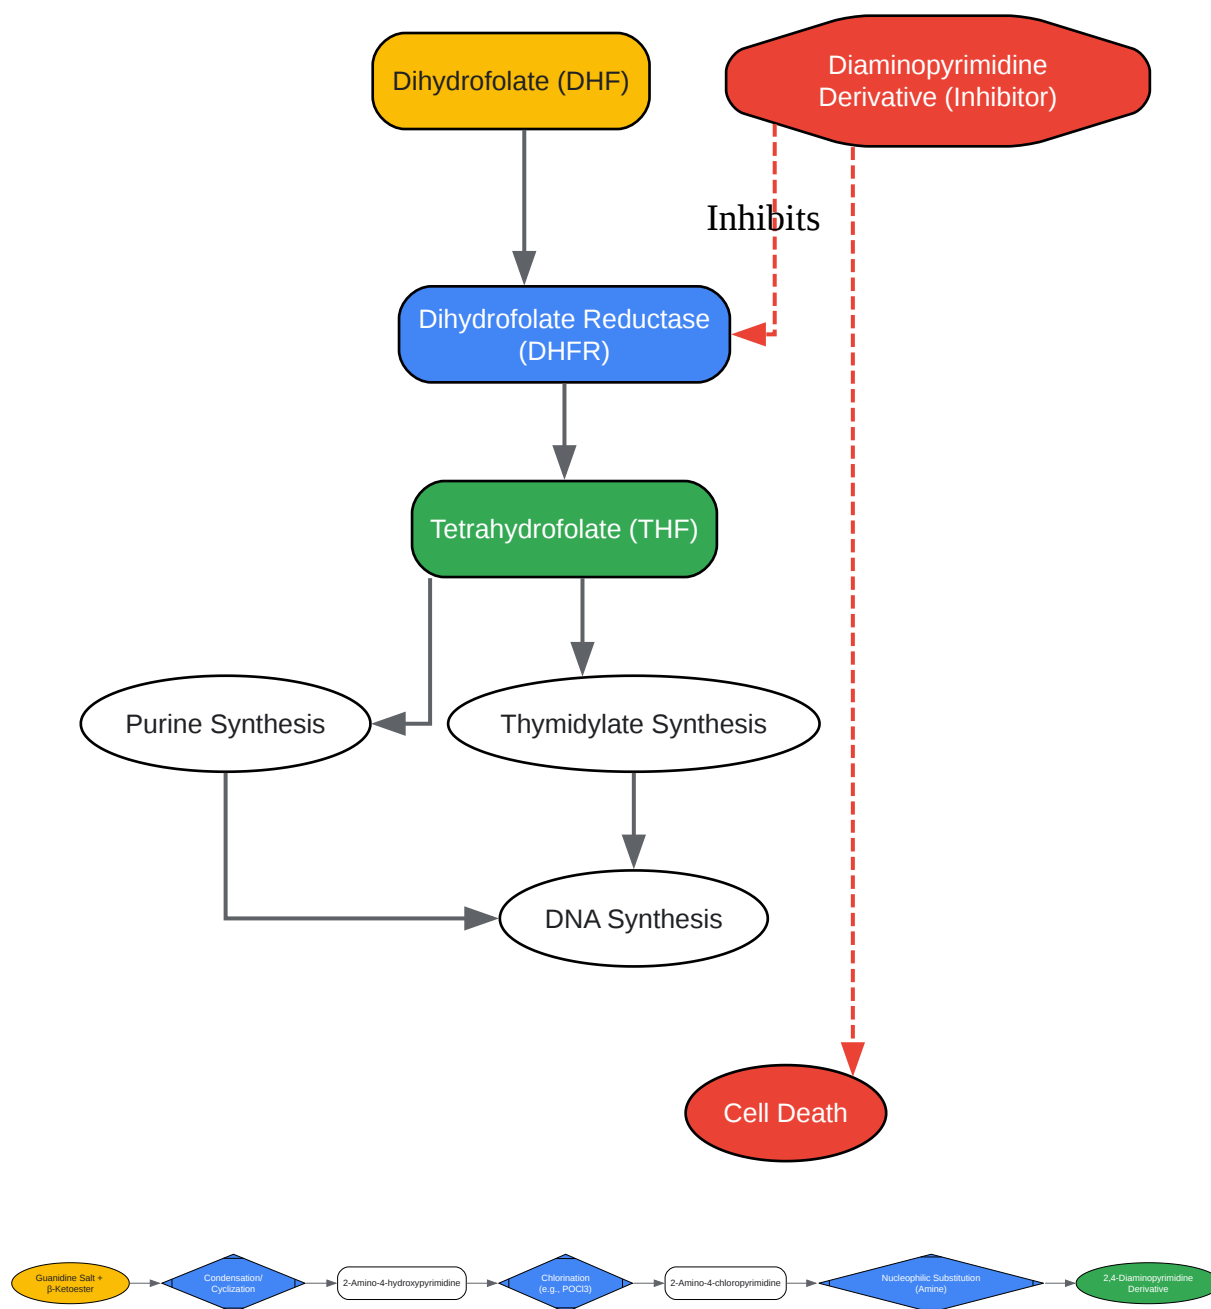 Dihydrofolate (DHF)
Diaminopyrimidine
Derivative (Inhibitor)
Inhibits
Dihydrofolate Reductase
(DHFR)
Tetrahydrofolate (THF)
Purine Synthesis
Thymidylate Synthesis
DNA Synthesis
Cell Death
Guanidine Salt +
β-Ketoester
Condensation/
Cyclization
2-Amino-4-hydroxypyrimidine
Chlorination
(e.g., POCl3)
2-Amino-4-chloropyrimidine
Nucleophilic Substitution
(Amine)
2,4-Diaminopyrimidine
Derivative